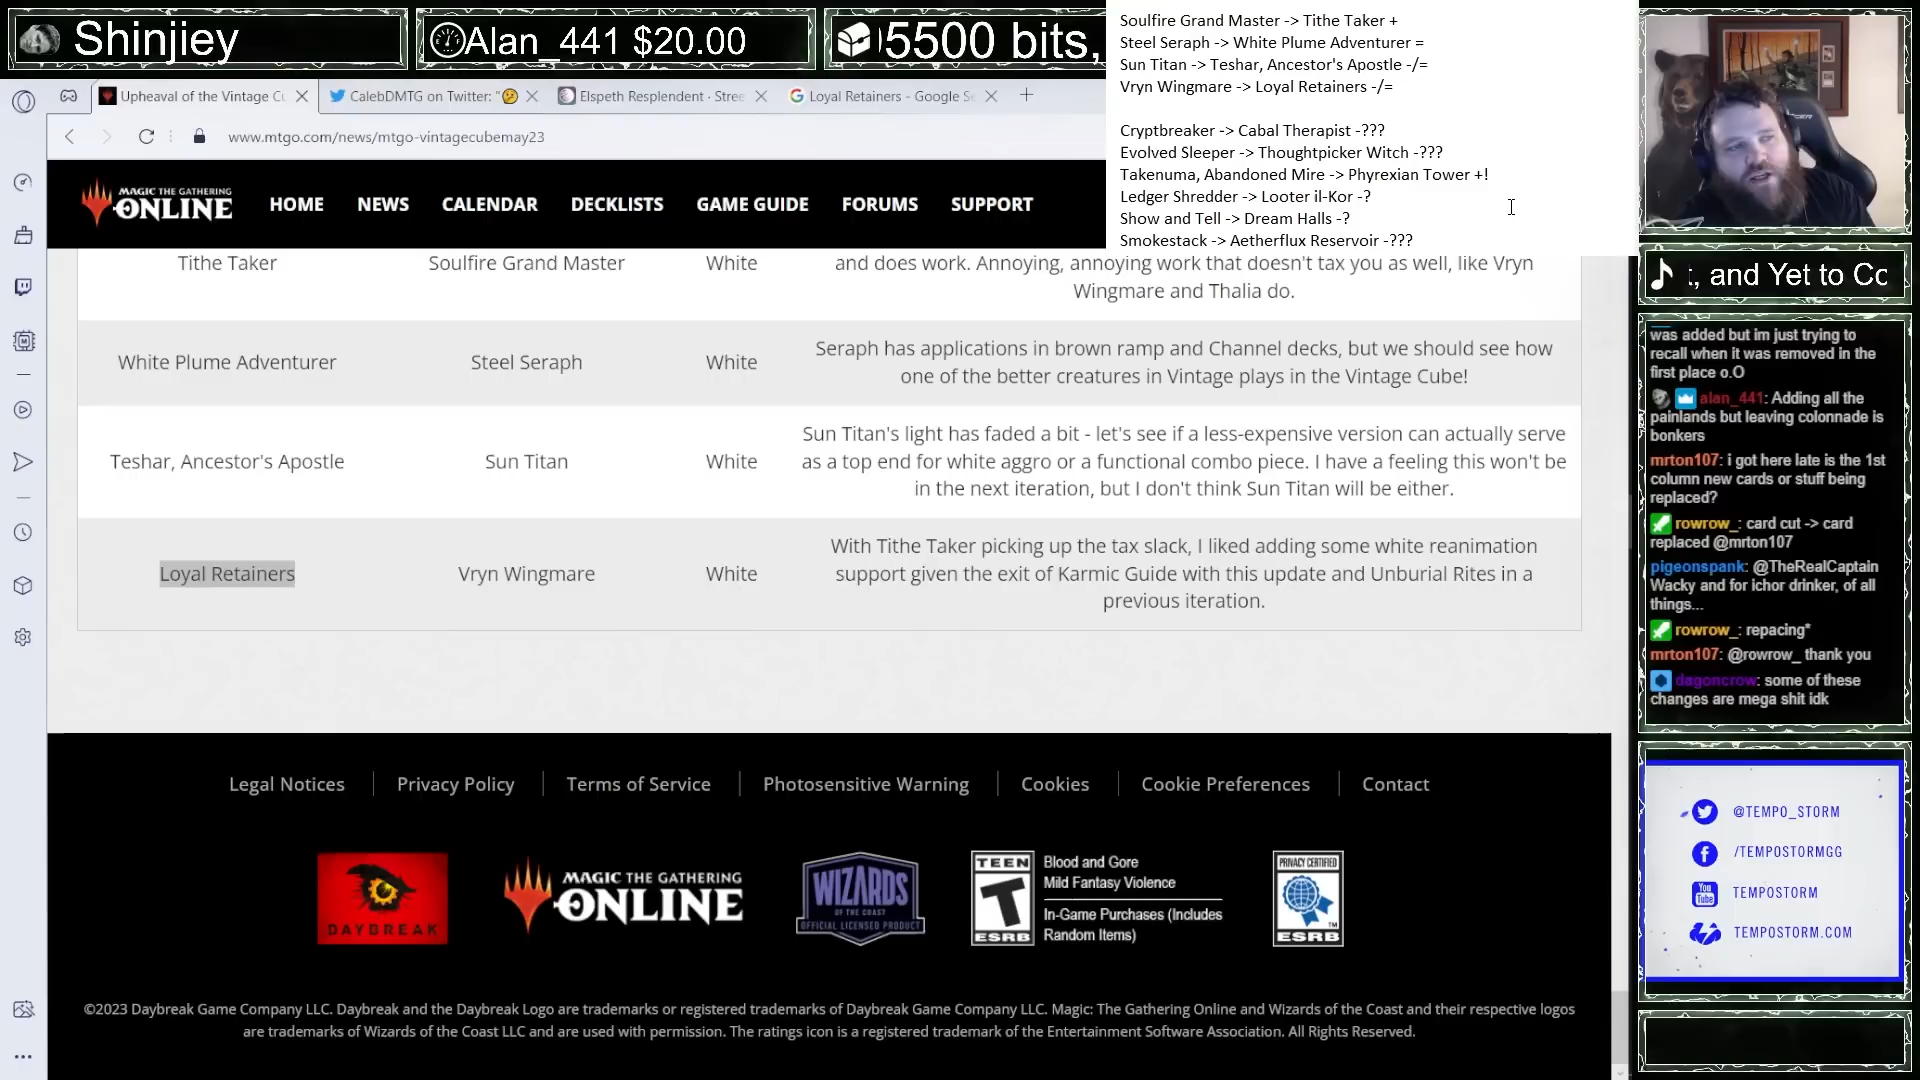 Shinjiey
Alan_441 $20.00
5500 bits,
Soulfire Grand Master -> Tithe Taker +
Steel Seraph -> White Plume Adventurer =
Sun Titan -> Teshar, Ancestor's Apostle -/=
Vryn Wingmare -> Loyal Retainers -/=
Cryptbreaker -> Cabal Therapist -???
Evolved Sleeper -> Thoughtpicker Witch -???
Takenuma, Abandoned Mire -> Phyrexian Tower +!
Ledger Shredder -> Looter il-Kor -?
Show and Tell -> Dream Halls -?
Smokestack -> Aetherflux Reservoir -???
Upheaval of the Vintage Cu
CalebDMTG on Twitter: "
Elspeth Resplendent · Stree
Loyal Retainers - Google Se
www.mtgo.com/news/mtgo-vintagecubemay23
MAGIC THE GATHERING
ONLINE
HOME NEWS CALENDAR DECKLISTS GAME GUIDE FORUMS SUPPORT
Tithe Taker
Soulfire Grand Master
White
and does work. Annoying, annoying work that doesn't tax you as well, like Vryn
Wingmare and Thalia do.
White Plume Adventurer
Steel Seraph
White
Seraph has applications in brown ramp and Channel decks, but we should see how
one of the better creatures in Vintage plays in the Vintage Cube!
Teshar, Ancestor's Apostle
Sun Titan
White
Sun Titan's light has faded a bit - let's see if a less-expensive version can actually serve
as a top end for white aggro or a functional combo piece. I have a feeling this won't be
in the next iteration, but I don't think Sun Titan will be either.
Loyal Retainers
Vryn Wingmare
White
With Tithe Taker picking up the tax slack, I liked adding some white reanimation
support given the exit of Karmic Guide with this update and Unburial Rites in a
previous iteration.
Legal Notices
Privacy Policy
Terms of Service
Photosensitive Warning
Cookies
Cookie Preferences
Contact
DAYBREAK
MAGIC THE GATHERING
ONLINE
WIZARDS
OF THE COAST
OFFICIAL LICENSED PRODUCT
TEEN
T
ESRB
Blood and Gore
Mild Fantasy Violence
In-Game Purchases (Includes
Random Items)
PRIVACY CERTIFIED
ESRB
©2023 Daybreak Game Company LLC. Daybreak and the Daybreak Logo are trademarks or registered trademarks of Daybreak Game Company LLC. Magic: The Gathering Online and Wizards of the Coast and their respective logos
are trademarks of Wizards of the Coast LLC and are used with permission. The ratings icon is a registered trademark of the Entertainment Software Association. All Rights Reserved.
t, and Yet to Cc
was added but im just trying to
recall when it was removed in the
first place o.O
alan_441: Adding all the
painlands but leaving colonnade is
bonkers
mrton107: i got here late is the 1st
column new cards or stuff being
replaced?
rowrow_: card cut -> card
replaced @mrton107
pigeonspank: @TheRealCaptain
Wacky and for ichor drinker, of all
things...
rowrow_: repacing*
mrton107: @rowrow_ thank you
dagoncrow: some of these
changes are mega shit idk
@TEMPO_STORM
/TEMPOSTORMGG
TEMPOSTORM
TEMPOSTORM.COM